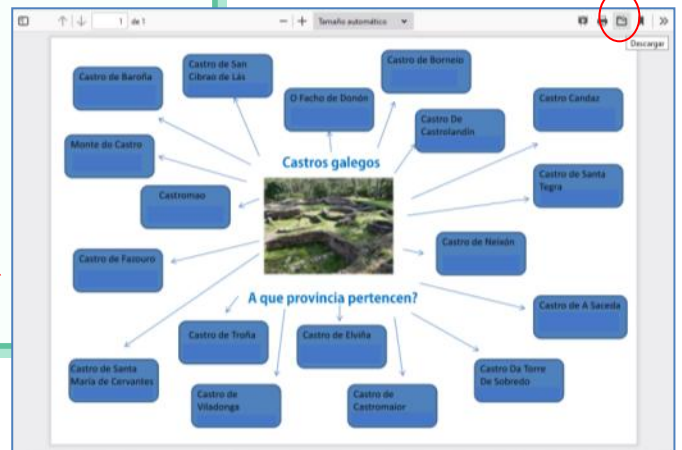 1 de 1
Tamaño automático
Descargar
Castro de Baroña
Castro de San
Cibrao de Lás
O Facho de Donón
Castro de Borneio
Castro De
Castrolandín
Castro Candaz
Monte do Castro
Castros galegos
Castromao
Castro de Santa
Tegra
Castro de Fazouro
Castro de Neixón
A que provincia pertencen?
Castro de A Saceda
Castro de Troña
Castro de Elviña
Castro de Santa
María de Cervantes
Castro de
Viladonga
Castro de
Castromaior
Castro Da Torre
De Sobredo